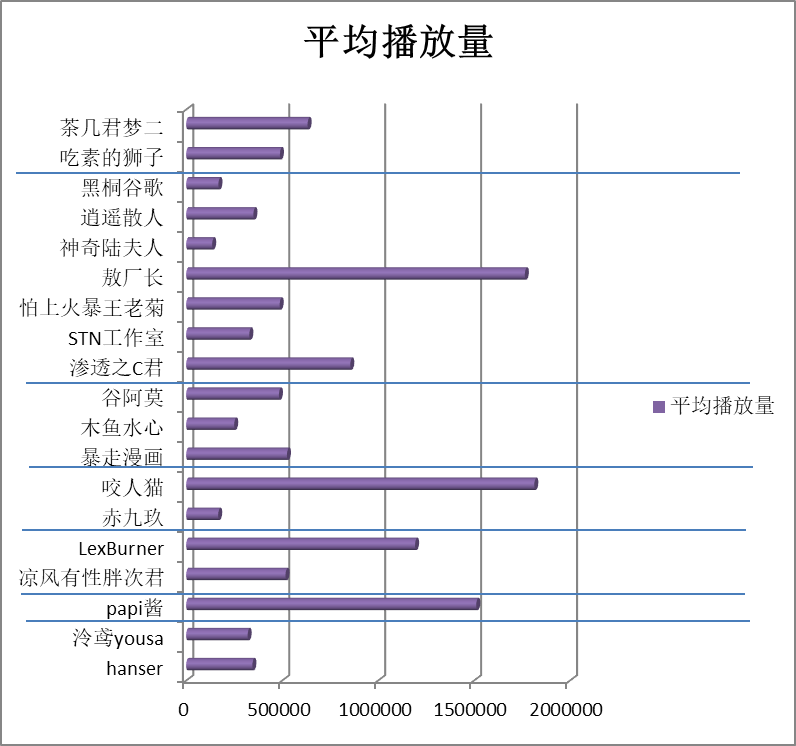 平均播放量
茶几君梦二
吃素的狮子
黑桐谷歌
逍遥散人
神奇陆夫人
敖厂长
怕上火暴王老菊
STN工作室
渗透之C君
谷阿莫
木鱼水心
暴走漫画
咬人猫
赤九玖
LexBurner
凉风有性胖次君
papi酱
泠鸢yousa
hanser
平均播放量
0 500000 1000000 1500000 2000000